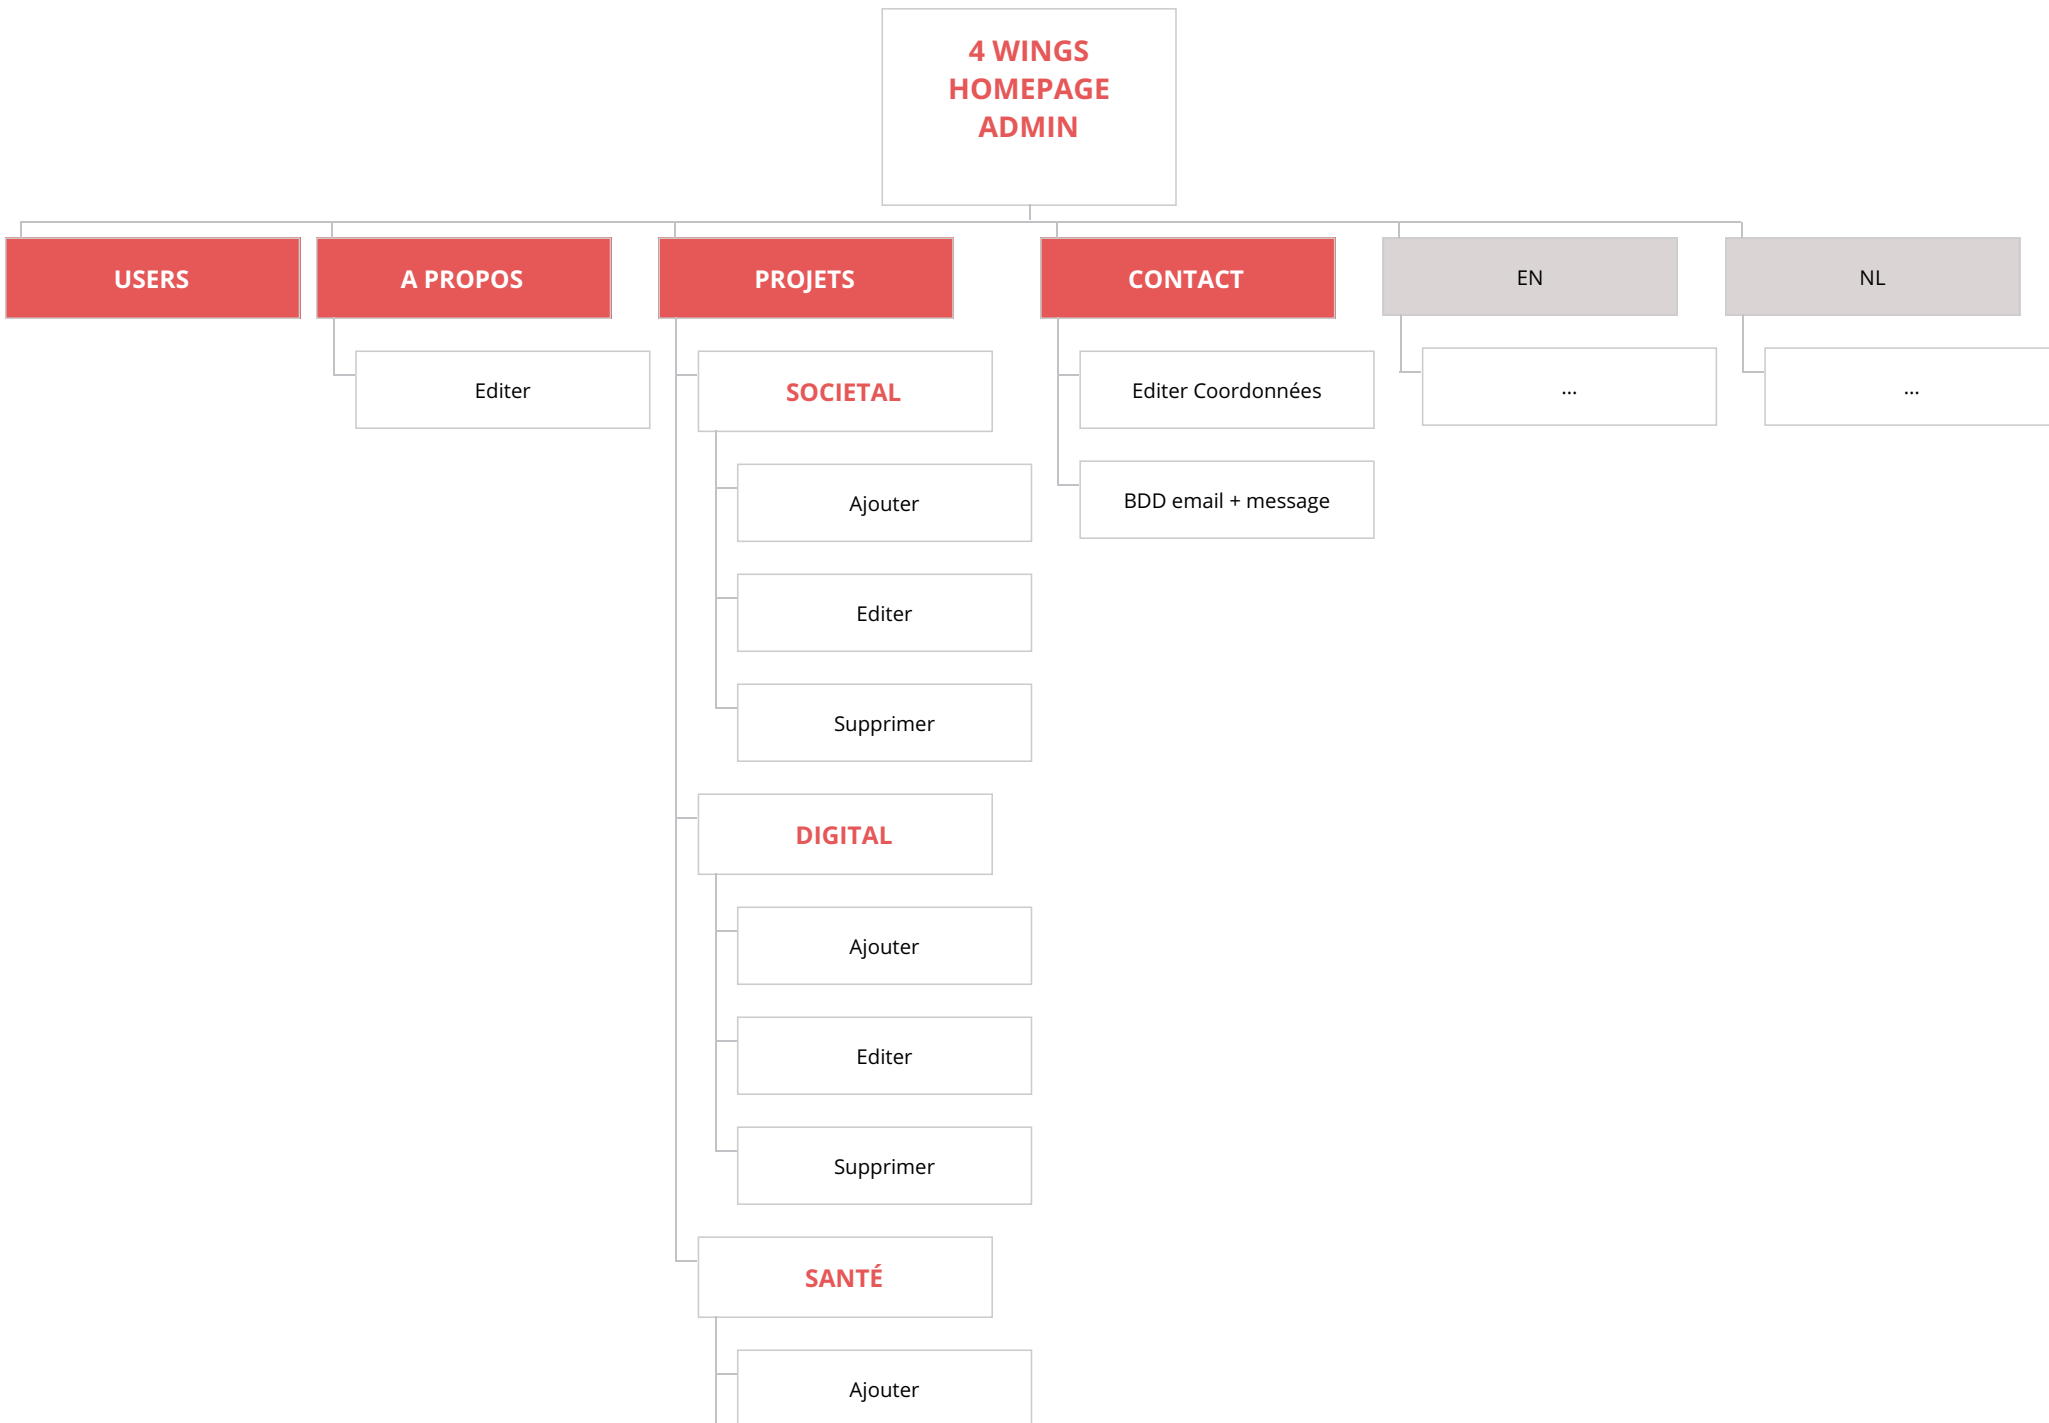 4 WINGS
HOMEPAGE
ADMIN
USERS
A PROPOS
PROJETS
CONTACT
EN
NL
Editer
SOCIETAL
Ajouter
Editer
Supprimer
DIGITAL
Ajouter
Editer
Supprimer
SANTÉ
Ajouter
Editer Coordonnées
BDD email + message
...
...